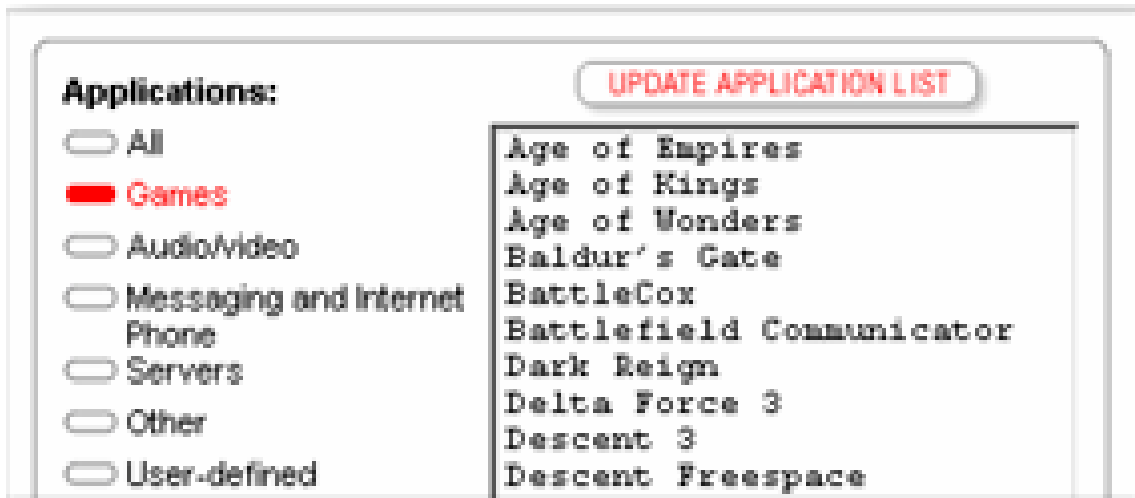 Applications:
All
Games
Audio/video
Messaging and Internet
Phone
Servers
Other
User-defined
UPDATE APPLICATION LIST
Age of Empires
Age of Kings
Age of Wonders
Baldur's Gate
BattleCox
Battlefield Communicator
Dark Reign
Delta Force 3
Descent 3
Descent Freespace